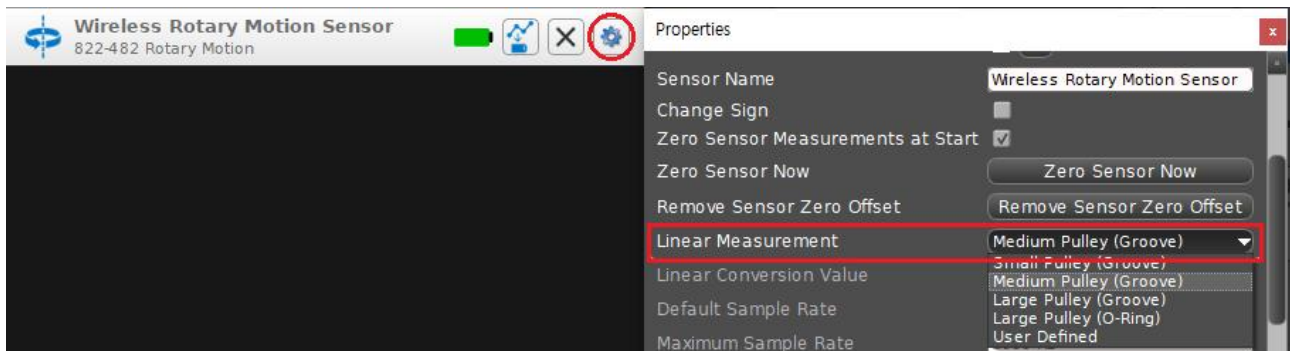 Wireless Rotary Motion Sensor
822-482 Rotary Motion
Properties
x
Sensor Name Wireless Rotary Motion Sensor
Change Sign
Zero Sensor Measurements at Start
Zero Sensor Now Zero Sensor Now
Remove Sensor Zero Offset Remove Sensor Zero Offset
Linear Measurement Medium Pulley (Groove)
Small Pulley (Groove)
Linear Conversion Value Medium Pulley (Groove)
Large Pulley (Groove)
Default Sample Rate Large Pulley (O-Ring)
User Defined
Maximum Sample Rate